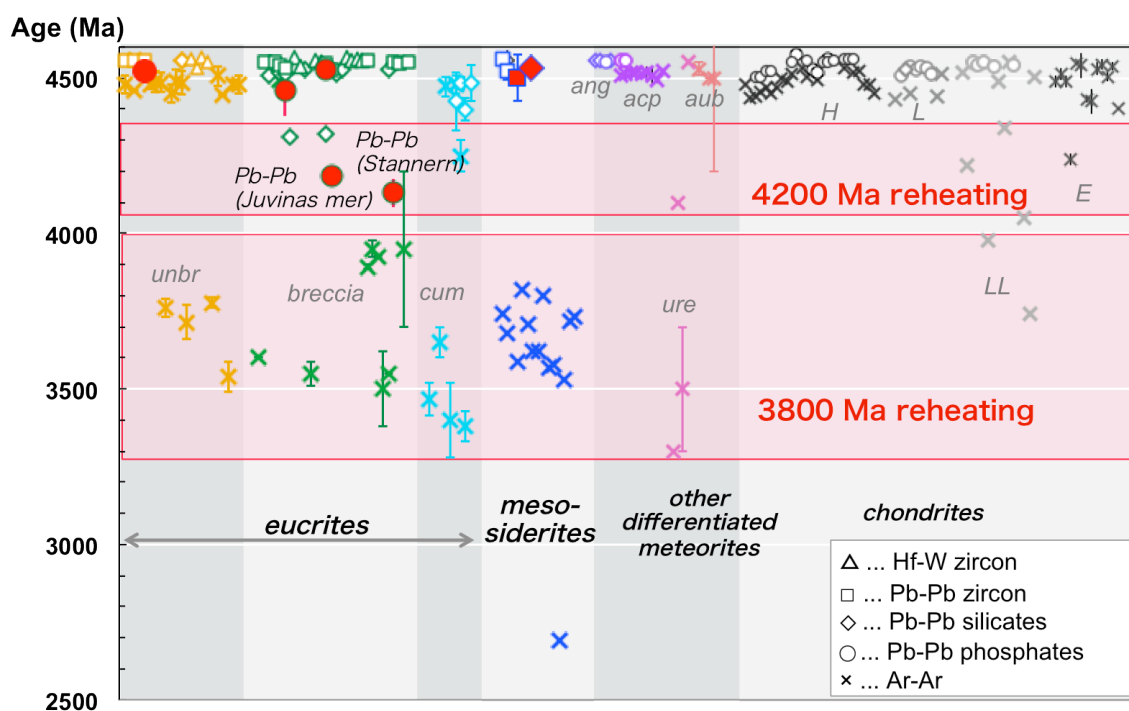 Age (Ma)
4500
4000
3500
3000
2500
ang
acp
aub
H
L
Pb-Pb
(Stannern)
Pb-Pb
(Juvinas mer)
4200 Ma reheating
E
unbr
breccia
cum
ure
LL
3800 Ma reheating
eucrites
meso-
siderites
other
differentiated
meteorites
chondrites
... Hf-W zircon
... Pb-Pb zircon
... Pb-Pb silicates
... Pb-Pb phosphates
... Ar-Ar